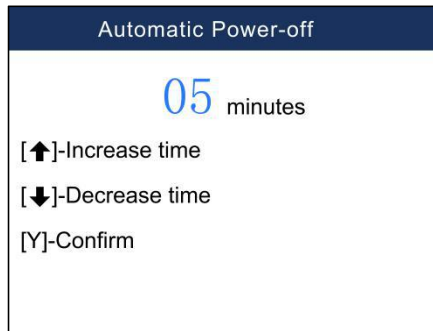 Automatic Power-off
05 minutes
[⬆]-Increase time
[⬇]-Decrease time
[Y]-Confirm